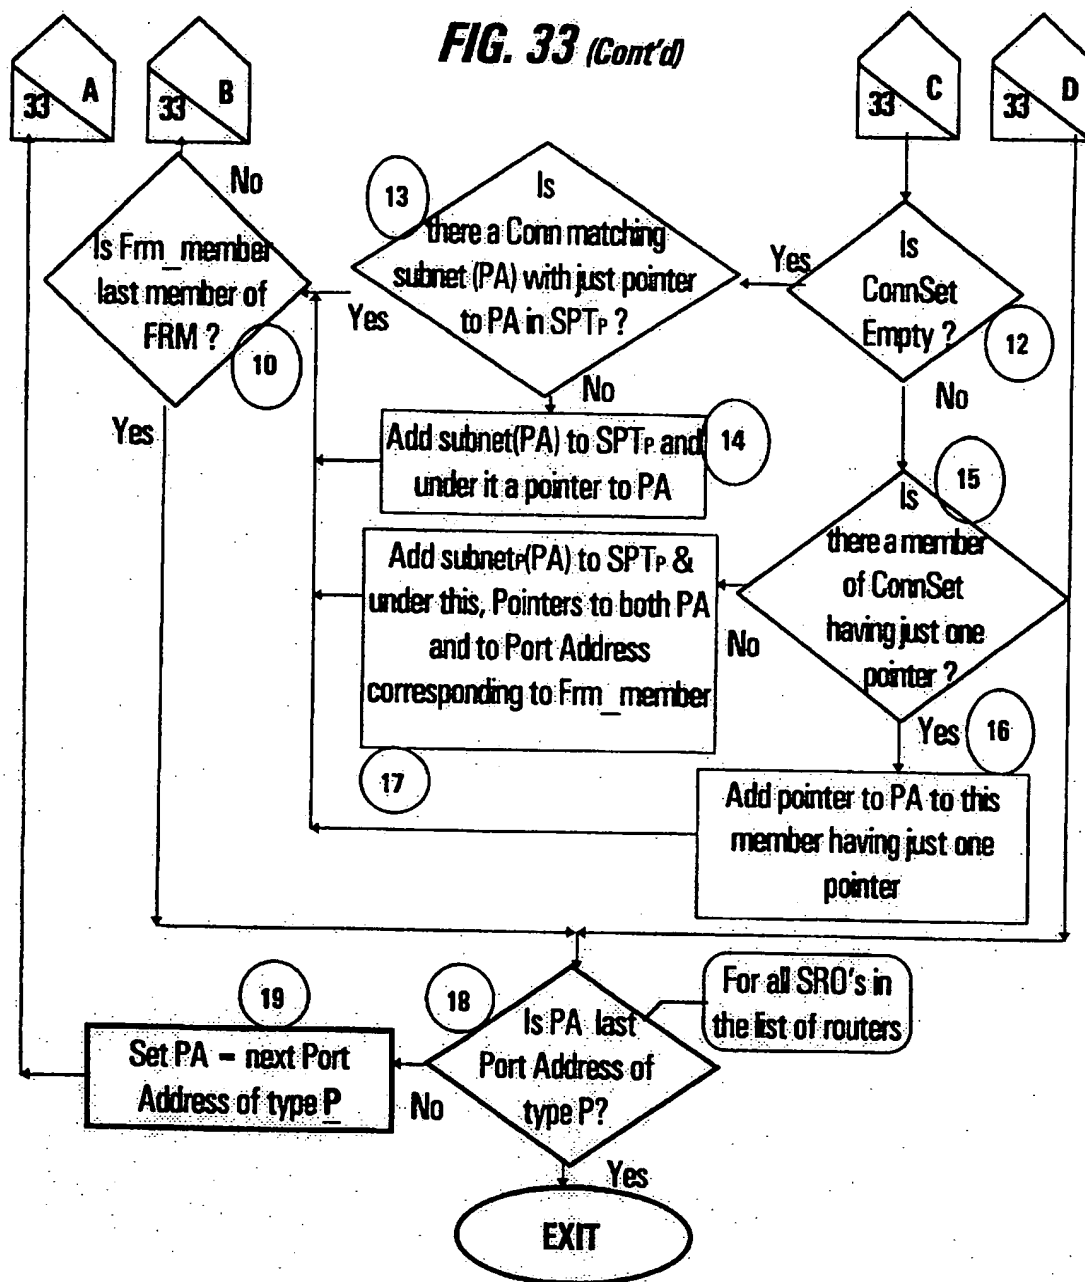 FIG. 33 (Cont'd)
33 A
33 B
33 C
33 D
No
Is Frm_member
last member of
FRM ?
10
Yes
13
Is
there a Conn matching
subnet (PA) with just pointer
to PA in SPTP ?
Yes
No
Yes
Is
ConnSet
Empty ?
12
No
Add subnet(PA) to SPTP and
under it a pointer to PA
14
15
Is
there a member
of ConnSet
having just one
pointer ?
No
Yes
16
Add subnetP(PA) to SPTP &
under this, Pointers to both PA
and to Port Address
corresponding to Frm_member
17
Add pointer to PA to this
member having just one
pointer
19
Set PA = next Port
Address of type P
No
18
Is PA last
Port Address of
type P?
For all SRO's in
the list of routers
Yes
EXIT